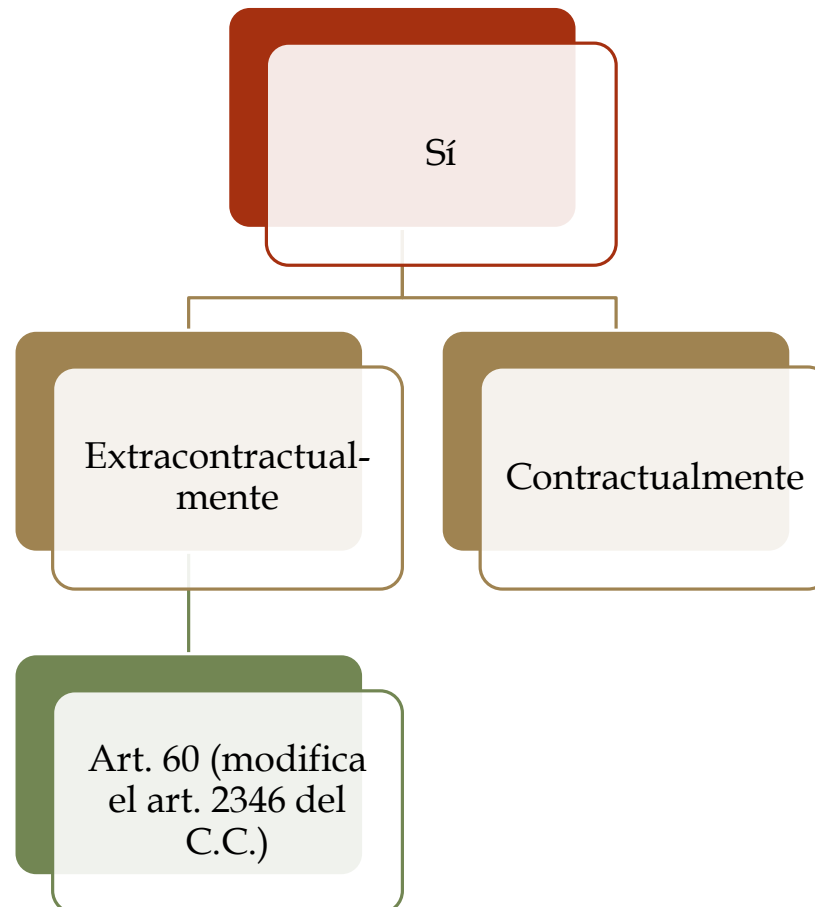 Sí
Extracontractual-
mente
Contractualmente
Art. 60 (modifica
el art. 2346 del
C.C.)